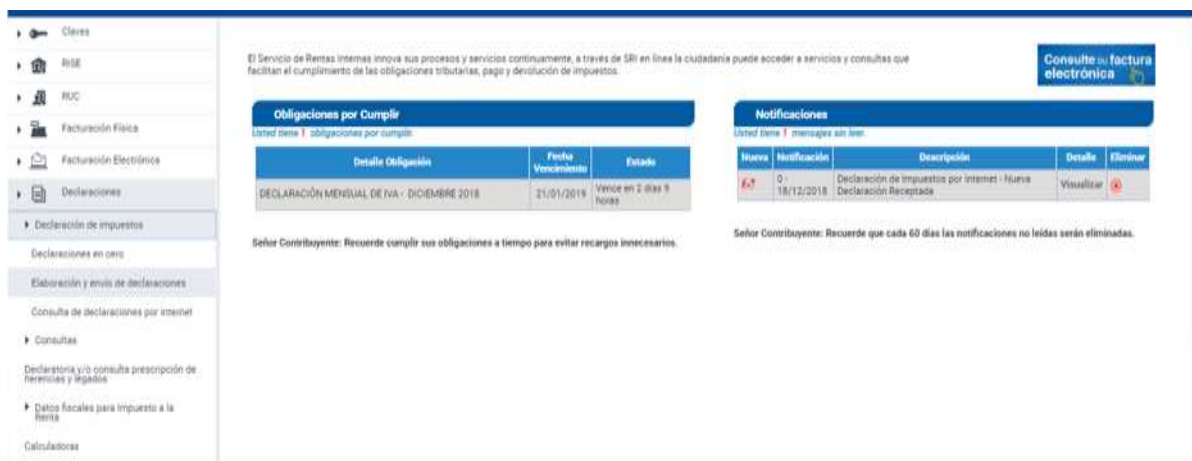 Claves
RISE
RUC
Facturación Física
Facturación Electrónica
Declaraciones
Declaración de impuestos
Declaraciones en cero
Elaboración y envío de declaraciones
Consulta de declaraciones por internet
Consultas
Declaratoria y/o consulta prescripción de
herencias y legados
Datos fiscales para Impuesto a la
Renta
Calculadoras
El Servicio de Rentas Internas innova sus procesos y servicios continuamente, a través de SRI en línea la ciudadanía puede acceder a servicios y consultas que
facilitan el cumplimiento de las obligaciones tributarias, pago y devolución de impuestos.
Consulte su factura
electrónica
Obligaciones por Cumplir
Usted tiene 1 obligaciones por cumplir.
Detalle Obligación
Fecha
Vencimiento
Estado
DECLARACIÓN MENSUAL DE IVA - DICIEMBRE 2018
21/01/2019
Vence en 2 días 9
horas
Señor Contribuyente: Recuerde cumplir sus obligaciones a tiempo para evitar recargos innecesarios.
Notificaciones
Usted tiene 1 mensajes sin leer.
Nueva Notificación Descripción Detalle Eliminar
0 -
18/12/2018
Declaración de Impuestos por Internet - Nueva
Declaración Receptada
Visualizar
Señor Contribuyente: Recuerde que cada 60 días las notificaciones no leídas serán eliminadas.